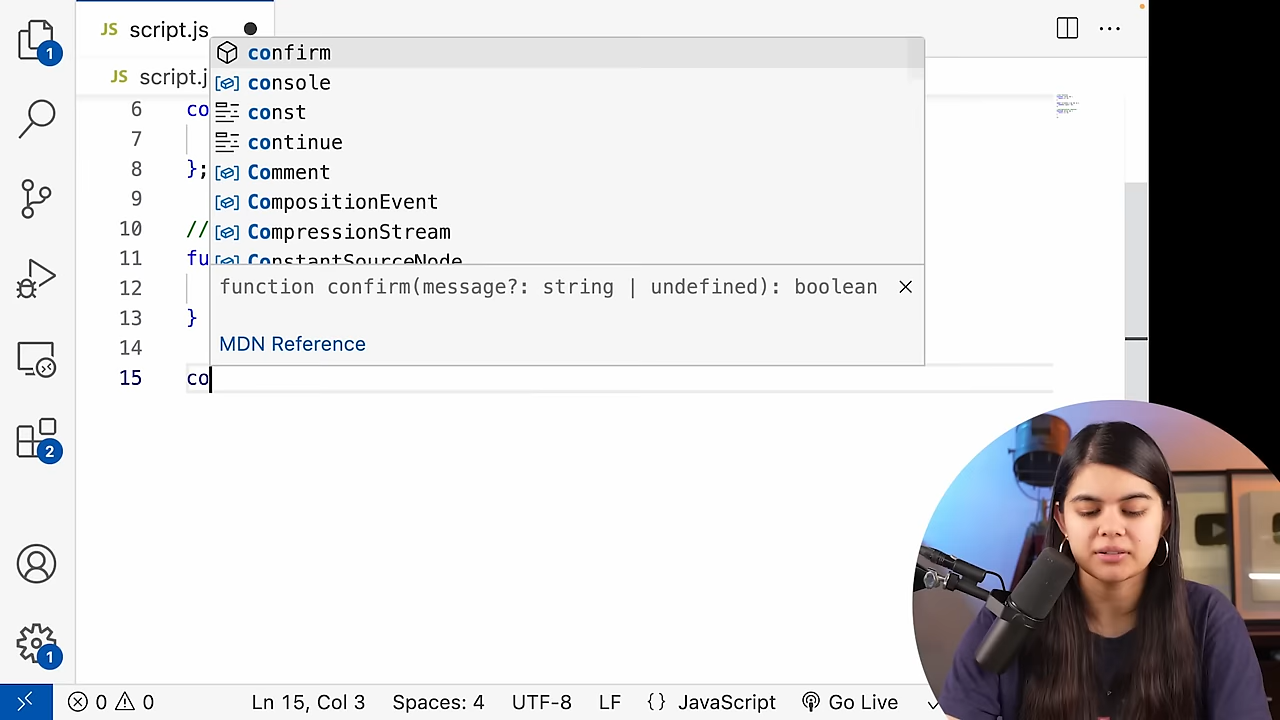 JS script.js
JS script.j
1
6 co
7
8 };
9
10 //
11 fu
12
13 }
14
15 co
confirm
console
const
continue
Comment
CompositionEvent
CompressionStream
ConstantSourceNode
function confirm(message?: string | undefined): boolean
MDN Reference
2
1
0 0 Ln 15, Col 3 Spaces: 4 UTF-8 LF {} JavaScript Go Live